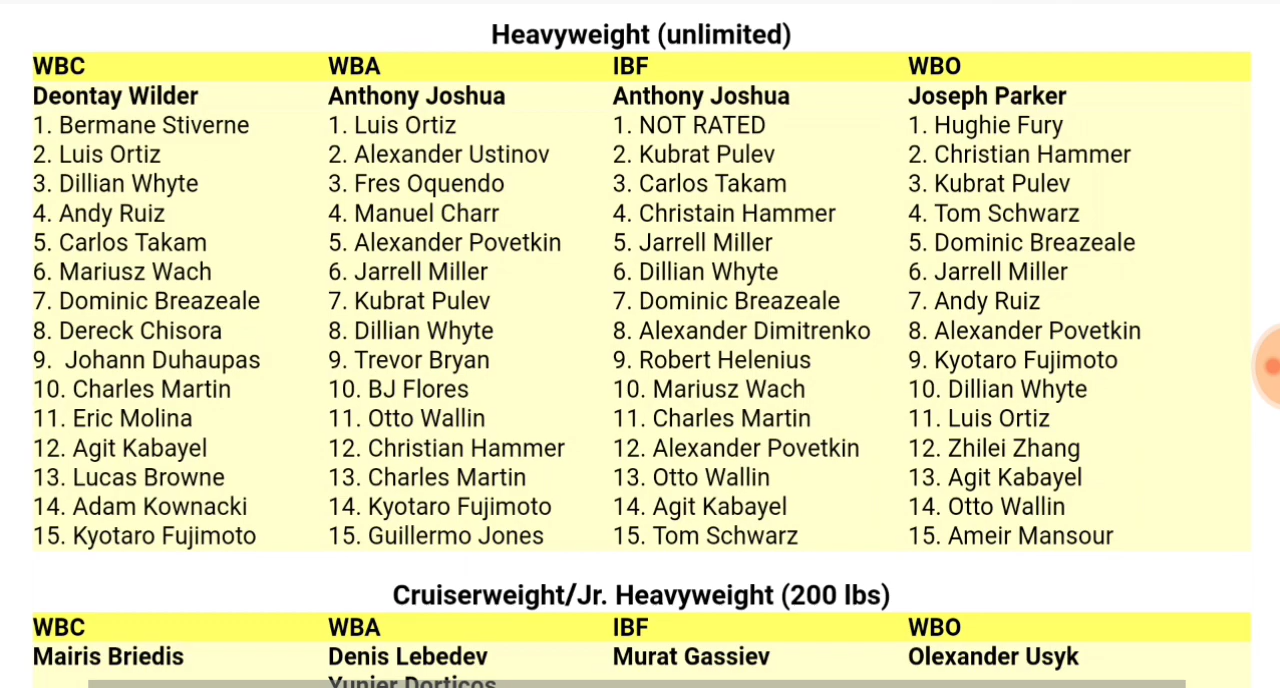 Heavyweight (unlimited)
WBC WBA IBF WBO
Deontay Wilder Anthony Joshua Anthony Joshua Joseph Parker
1. Bermane Stiverne 1. Luis Ortiz 1. NOT RATED 1. Hughie Fury
2. Luis Ortiz 2. Alexander Ustinov 2. Kubrat Pulev 2. Christian Hammer
3. Dillian Whyte 3. Fres Oquendo 3. Carlos Takam 3. Kubrat Pulev
4. Andy Ruiz 4. Manuel Charr 4. Christain Hammer 4. Tom Schwarz
5. Carlos Takam 5. Alexander Povetkin 5. Jarrell Miller 5. Dominic Breazeale
6. Mariusz Wach 6. Jarrell Miller 6. Dillian Whyte 6. Jarrell Miller
7. Dominic Breazeale 7. Kubrat Pulev 7. Dominic Breazeale 7. Andy Ruiz
8. Dereck Chisora 8. Dillian Whyte 8. Alexander Dimitrenko 8. Alexander Povetkin
9. Johann Duhaupas 9. Trevor Bryan 9. Robert Helenius 9. Kyotaro Fujimoto
10. Charles Martin 10. BJ Flores 10. Mariusz Wach 10. Dillian Whyte
11. Eric Molina 11. Otto Wallin 11. Charles Martin 11. Luis Ortiz
12. Agit Kabayel 12. Christian Hammer 12. Alexander Povetkin 12. Zhilei Zhang
13. Lucas Browne 13. Charles Martin 13. Otto Wallin 13. Agit Kabayel
14. Adam Kownacki 14. Kyotaro Fujimoto 14. Agit Kabayel 14. Otto Wallin
15. Kyotaro Fujimoto 15. Guillermo Jones 15. Tom Schwarz 15. Ameir Mansour
Cruiserweight/Jr. Heavyweight (200 lbs)
WBC WBA IBF WBO
Mairis Briedis Denis Lebedev Murat Gassiev Olexander Usyk
Yunier Dorticos